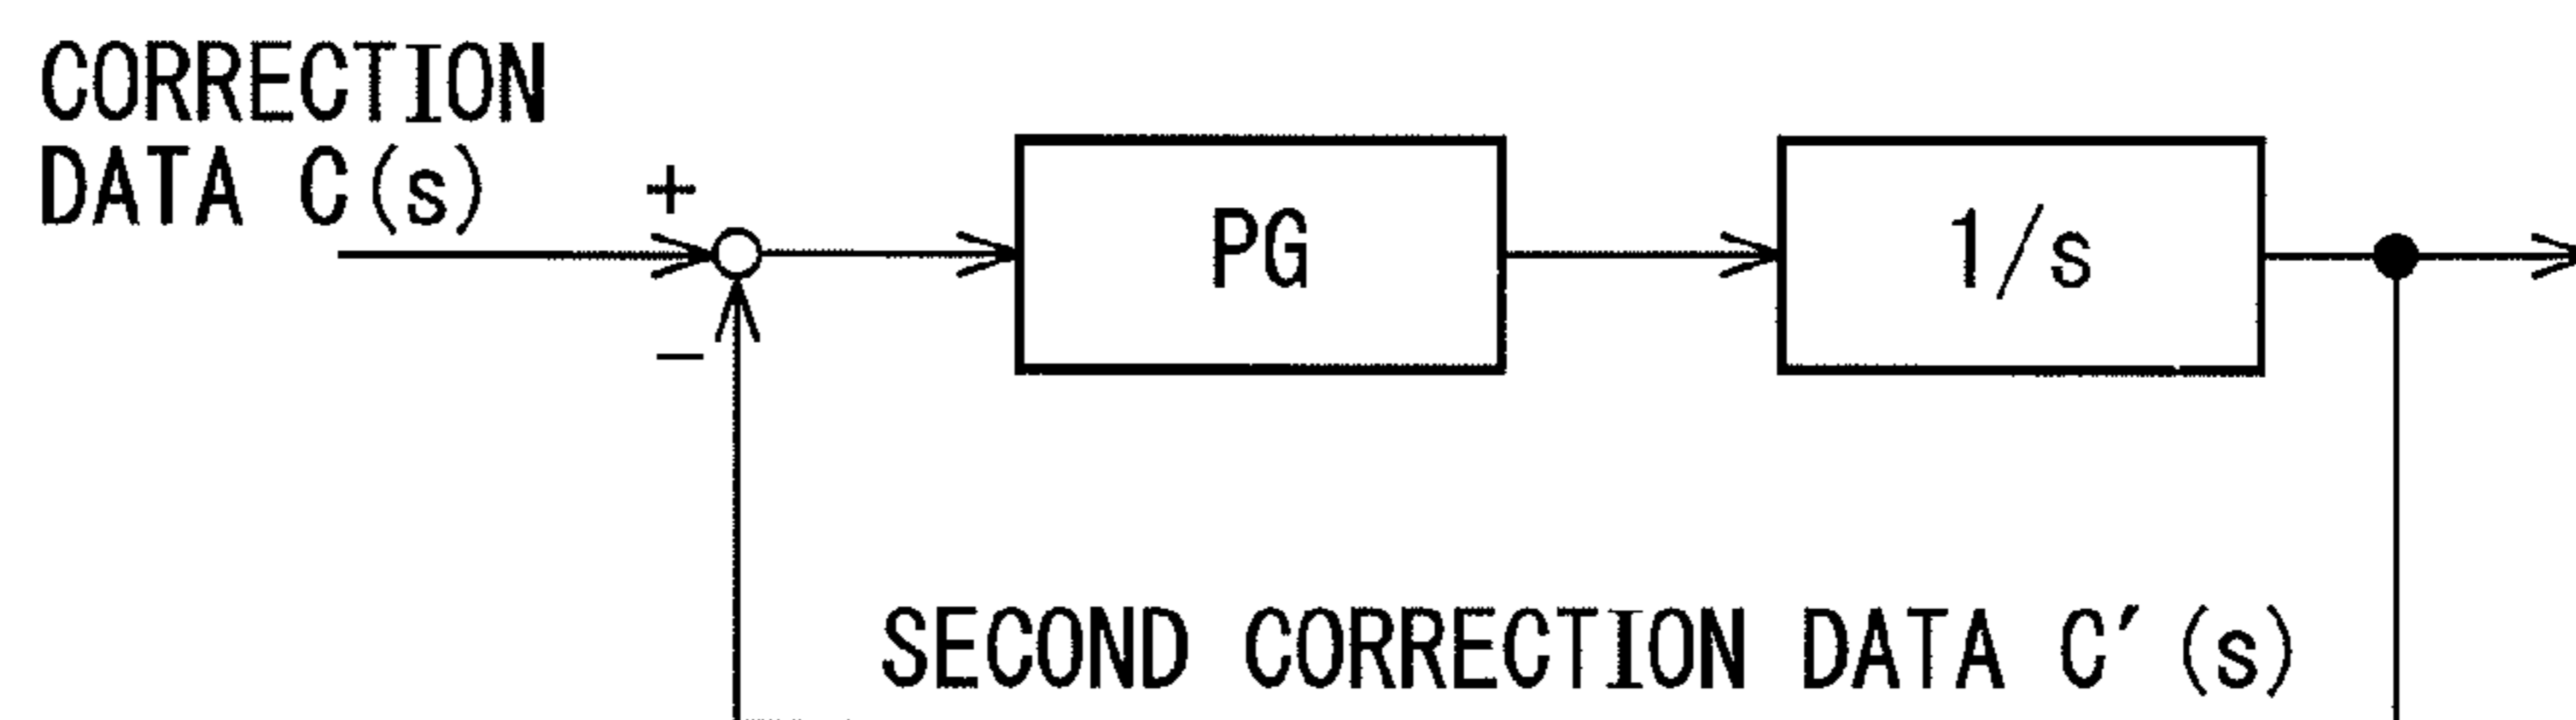 CORRECTION
DATA C(s)
+
PG
1/s
−
SECOND CORRECTION DATA C′(s)